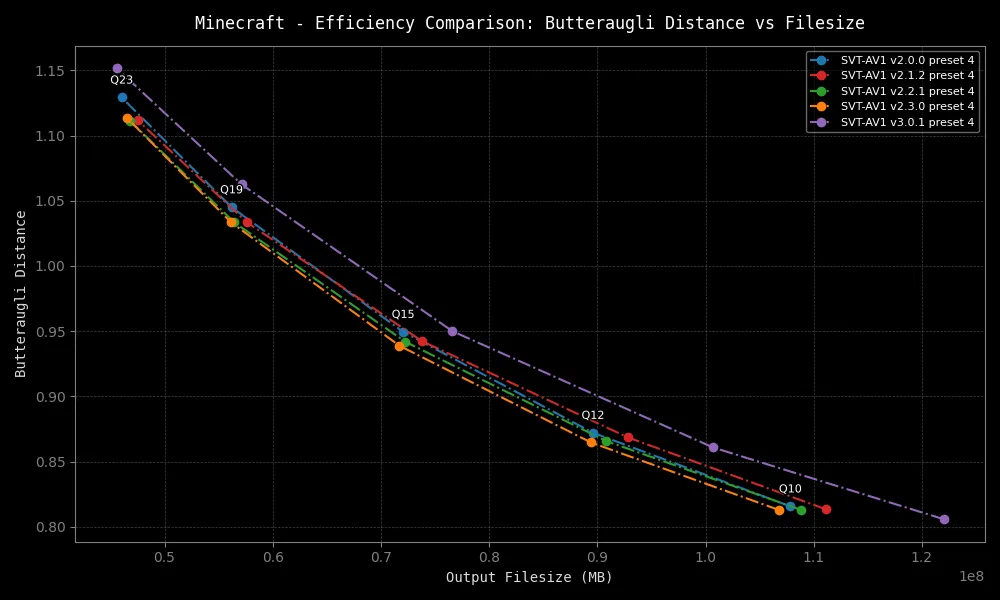 Minecraft - Efficiency Comparison: Butteraugli Distance vs Filesize
SVT-AV1 v2.0.0 preset 4
SVT-AV1 v2.1.2 preset 4
SVT-AV1 v2.2.1 preset 4
SVT-AV1 v2.3.0 preset 4
SVT-AV1 v3.0.1 preset 4
Q23
Q19
Q15
Q12
Q10
Butteraugli Distance
1.15
1.10
1.05
1.00
0.95
0.90
0.85
0.80
0.5 0.6 0.7 0.8 0.9 1.0 1.1 1.2
1e8
Output Filesize (MB)